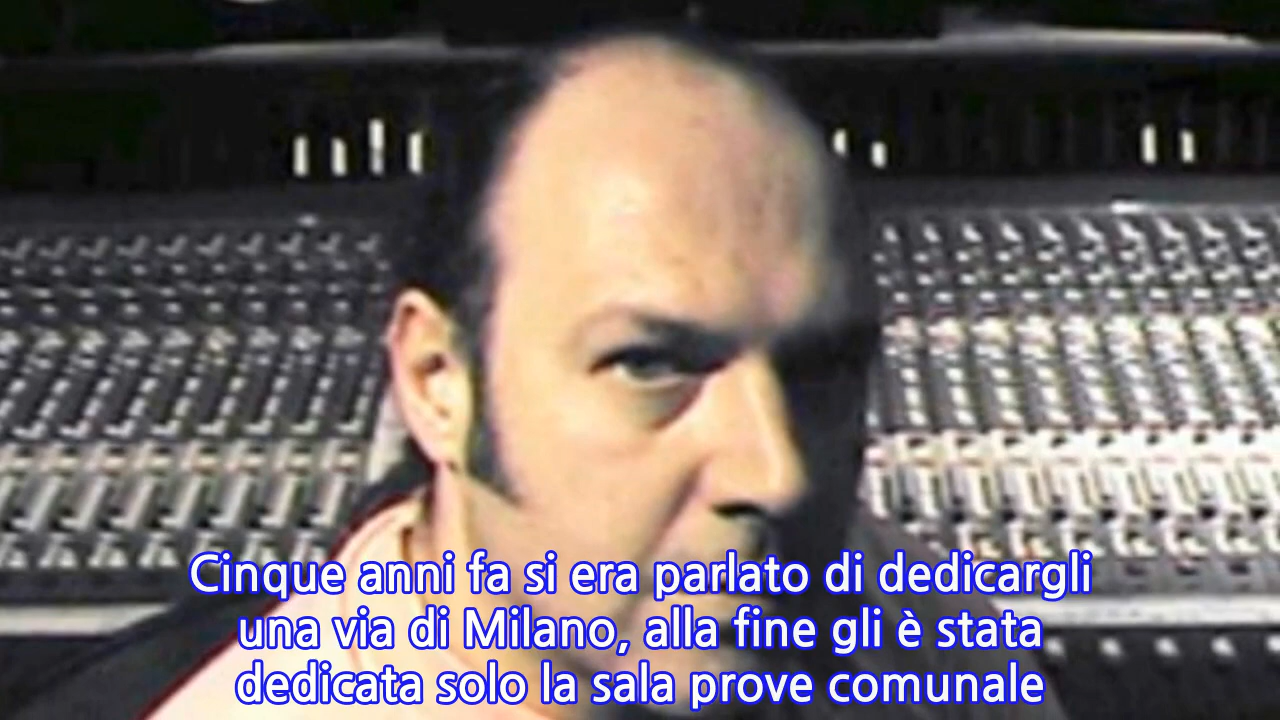 Cinque anni fa si era parlato di dedicargli
una via di Milano, alla fine gli è stata
dedicata solo la sala prove comunale